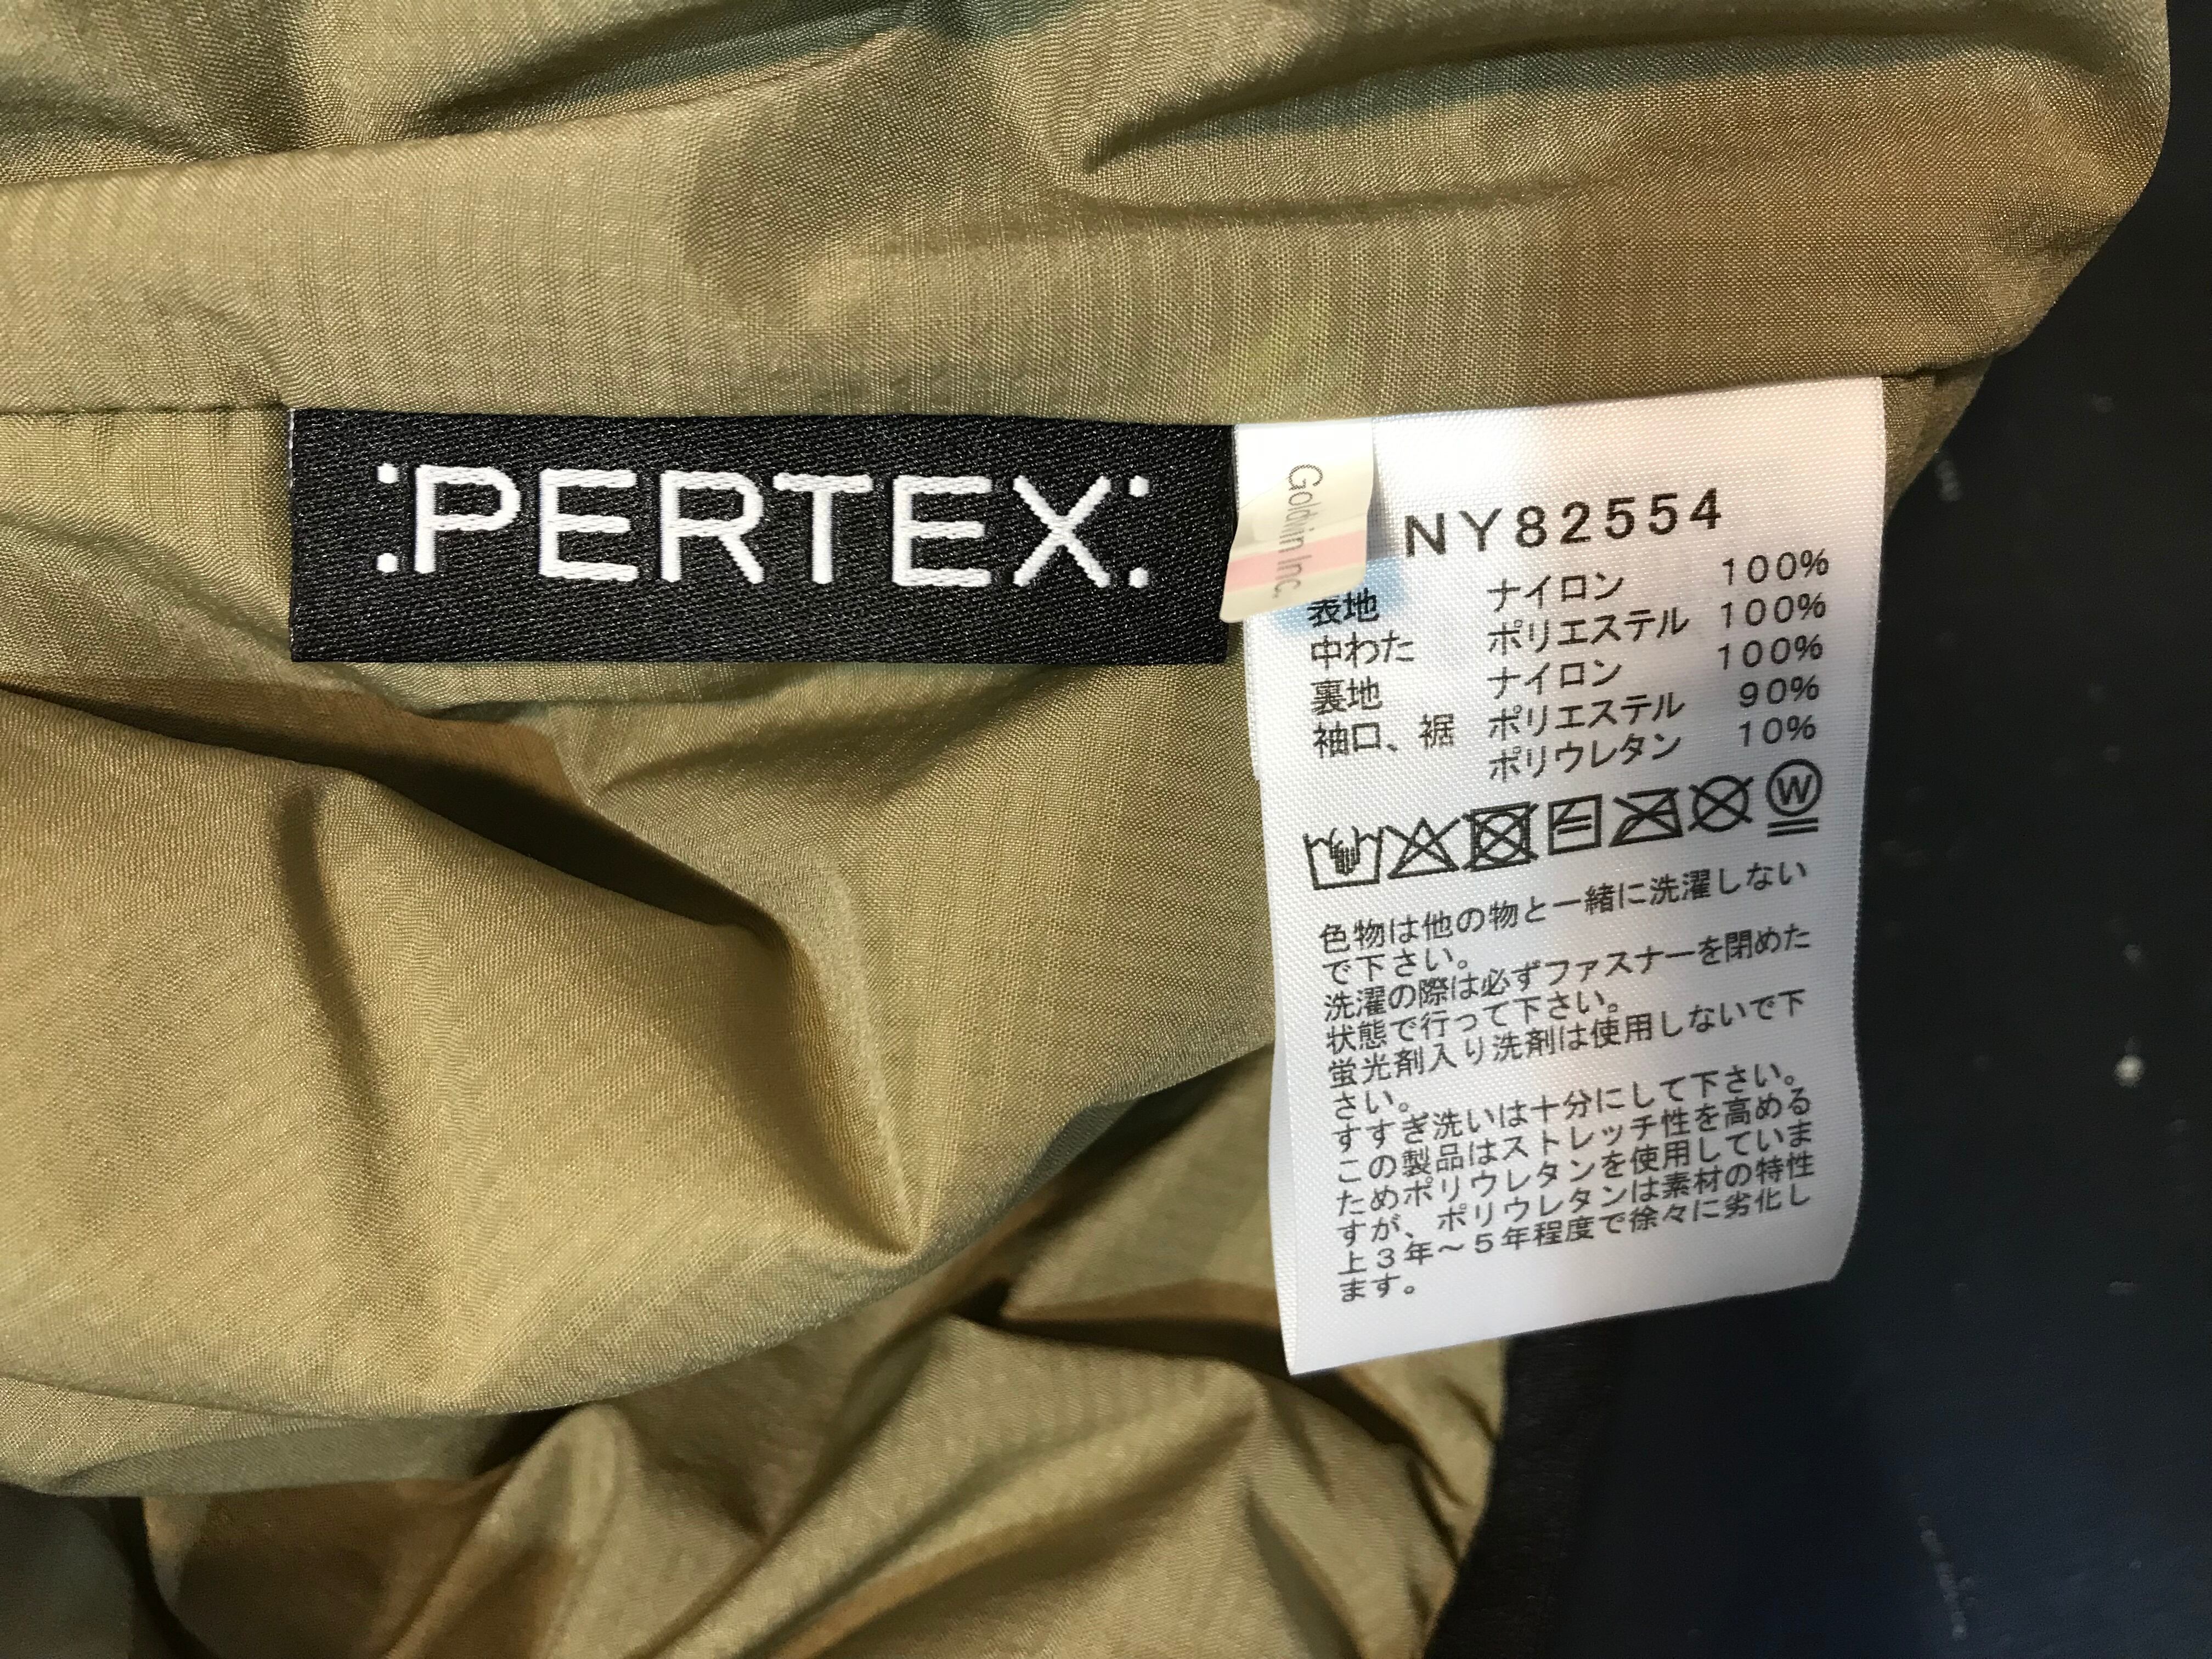 :PERTEX:
Goldwin Inc.
NY82554
表地 ナイロン 100%
中わた ポリエステル 100%
裏地 ナイロン 100%
袖口、裾 ポリエステル 90%
ポリウレタン 10%
W
色物は他の物と一緒に洗濯しない
で下さい。
洗濯の際は必ずファスナーを閉めた
状態で行って下さい。
蛍光剤入り洗剤は使用しないで下
さい。
すすぎ洗いは十分にして下さい。
この製品はストレッチ性を高める
ためポリウレタンを使用していま
すが、ポリウレタンは素材の特性
上3年～5年程度で徐々に劣化し
ます。